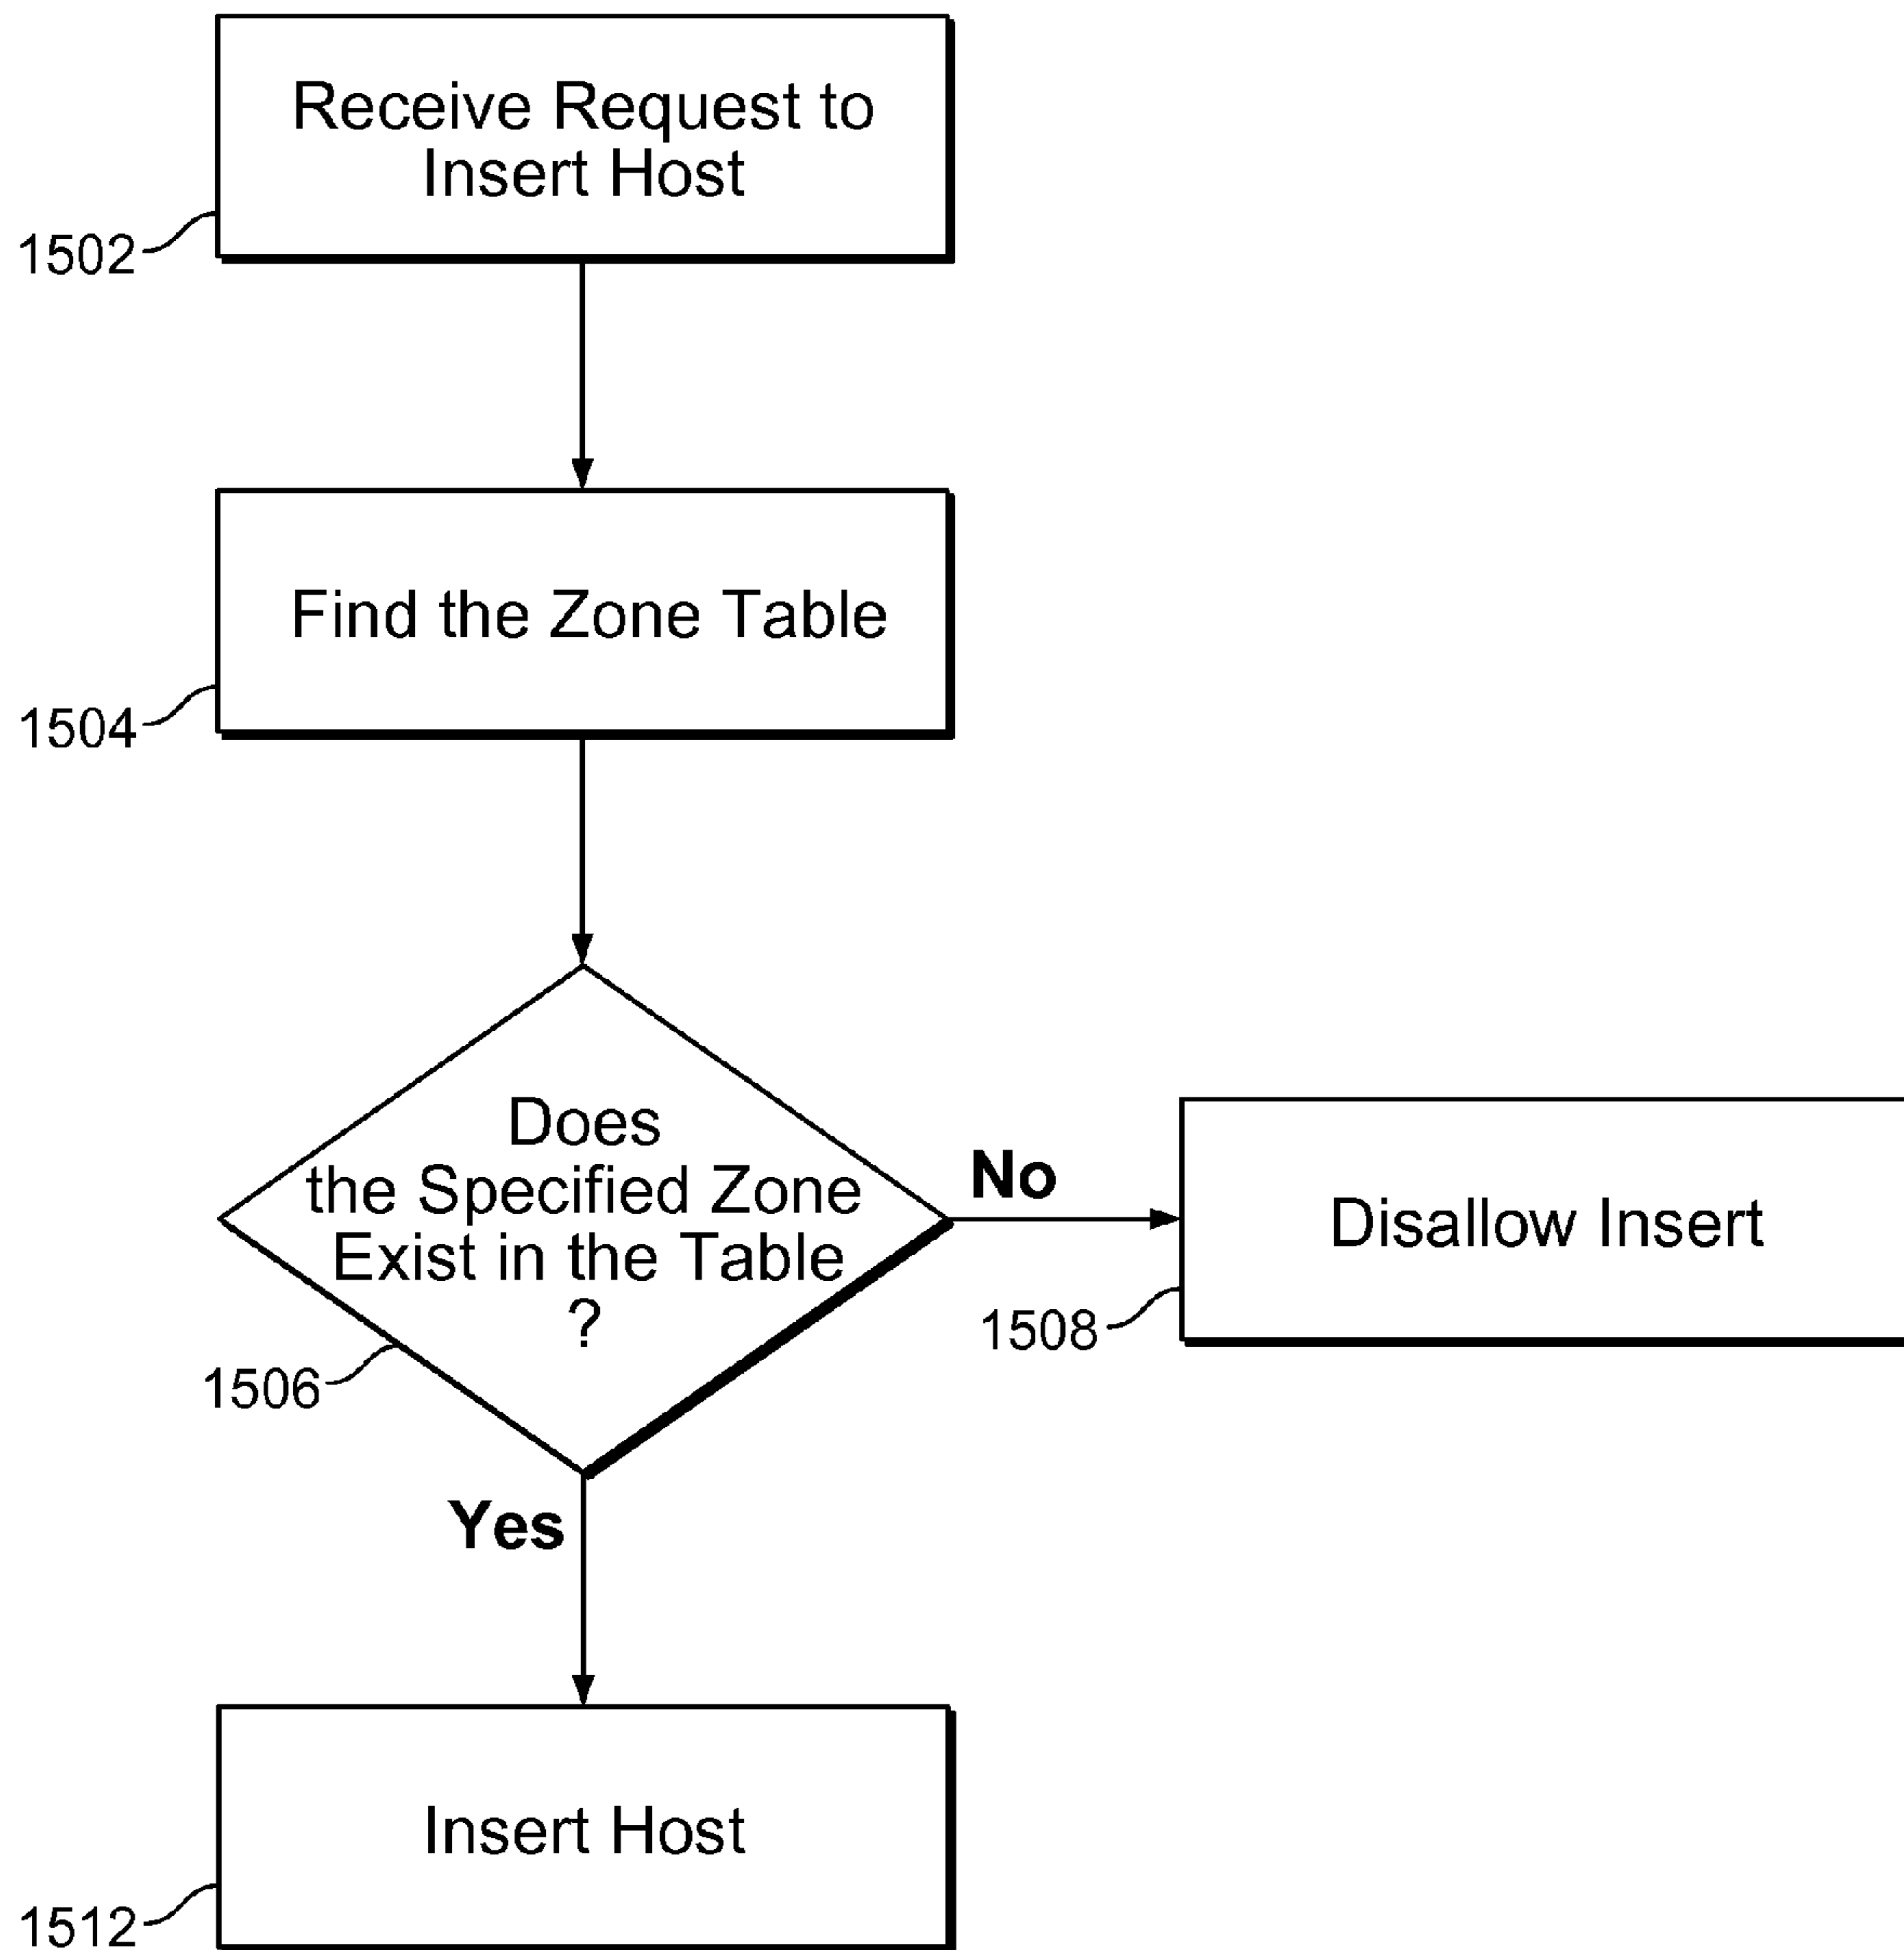 Receive Request to
Insert Host
1502
Find the Zone Table
1504
Does
the Specified Zone
Exist in the Table
?
1506
No
Disallow Insert
1508
Yes
Insert Host
1512